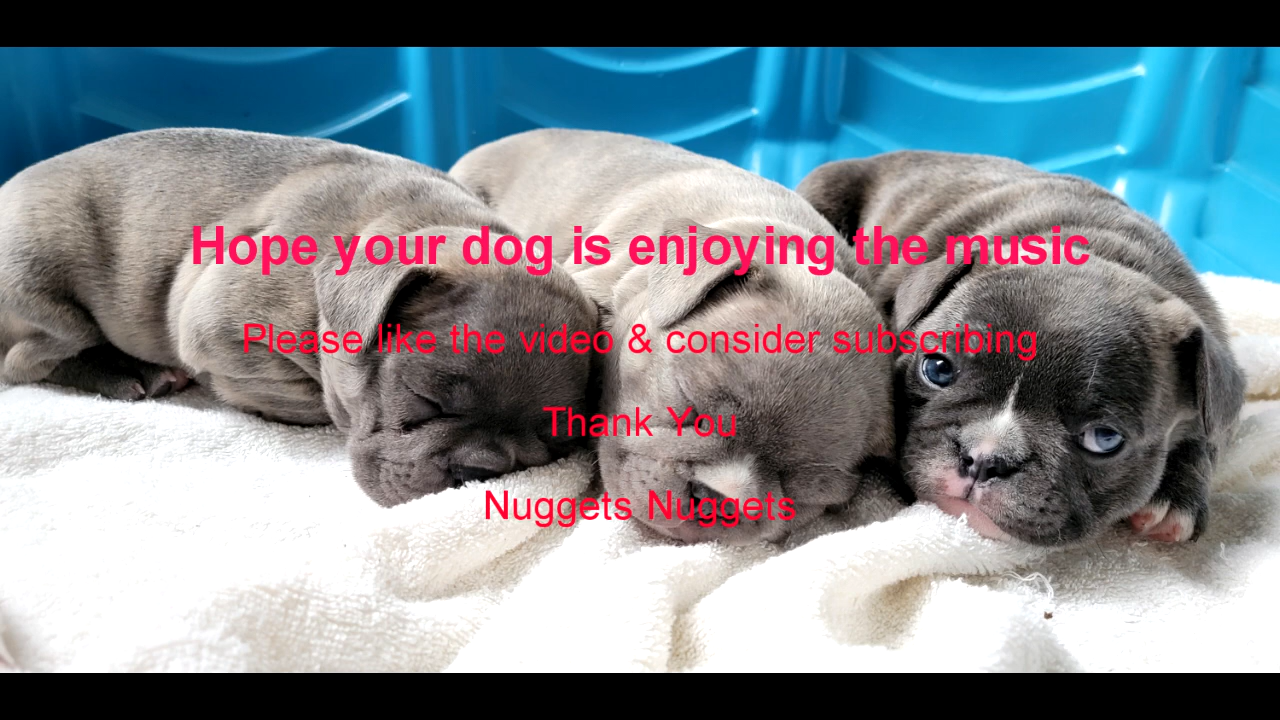 Hope your dog is enjoying the music
Please like the video & consider subscribing
Thank You
Nuggets Nuggets